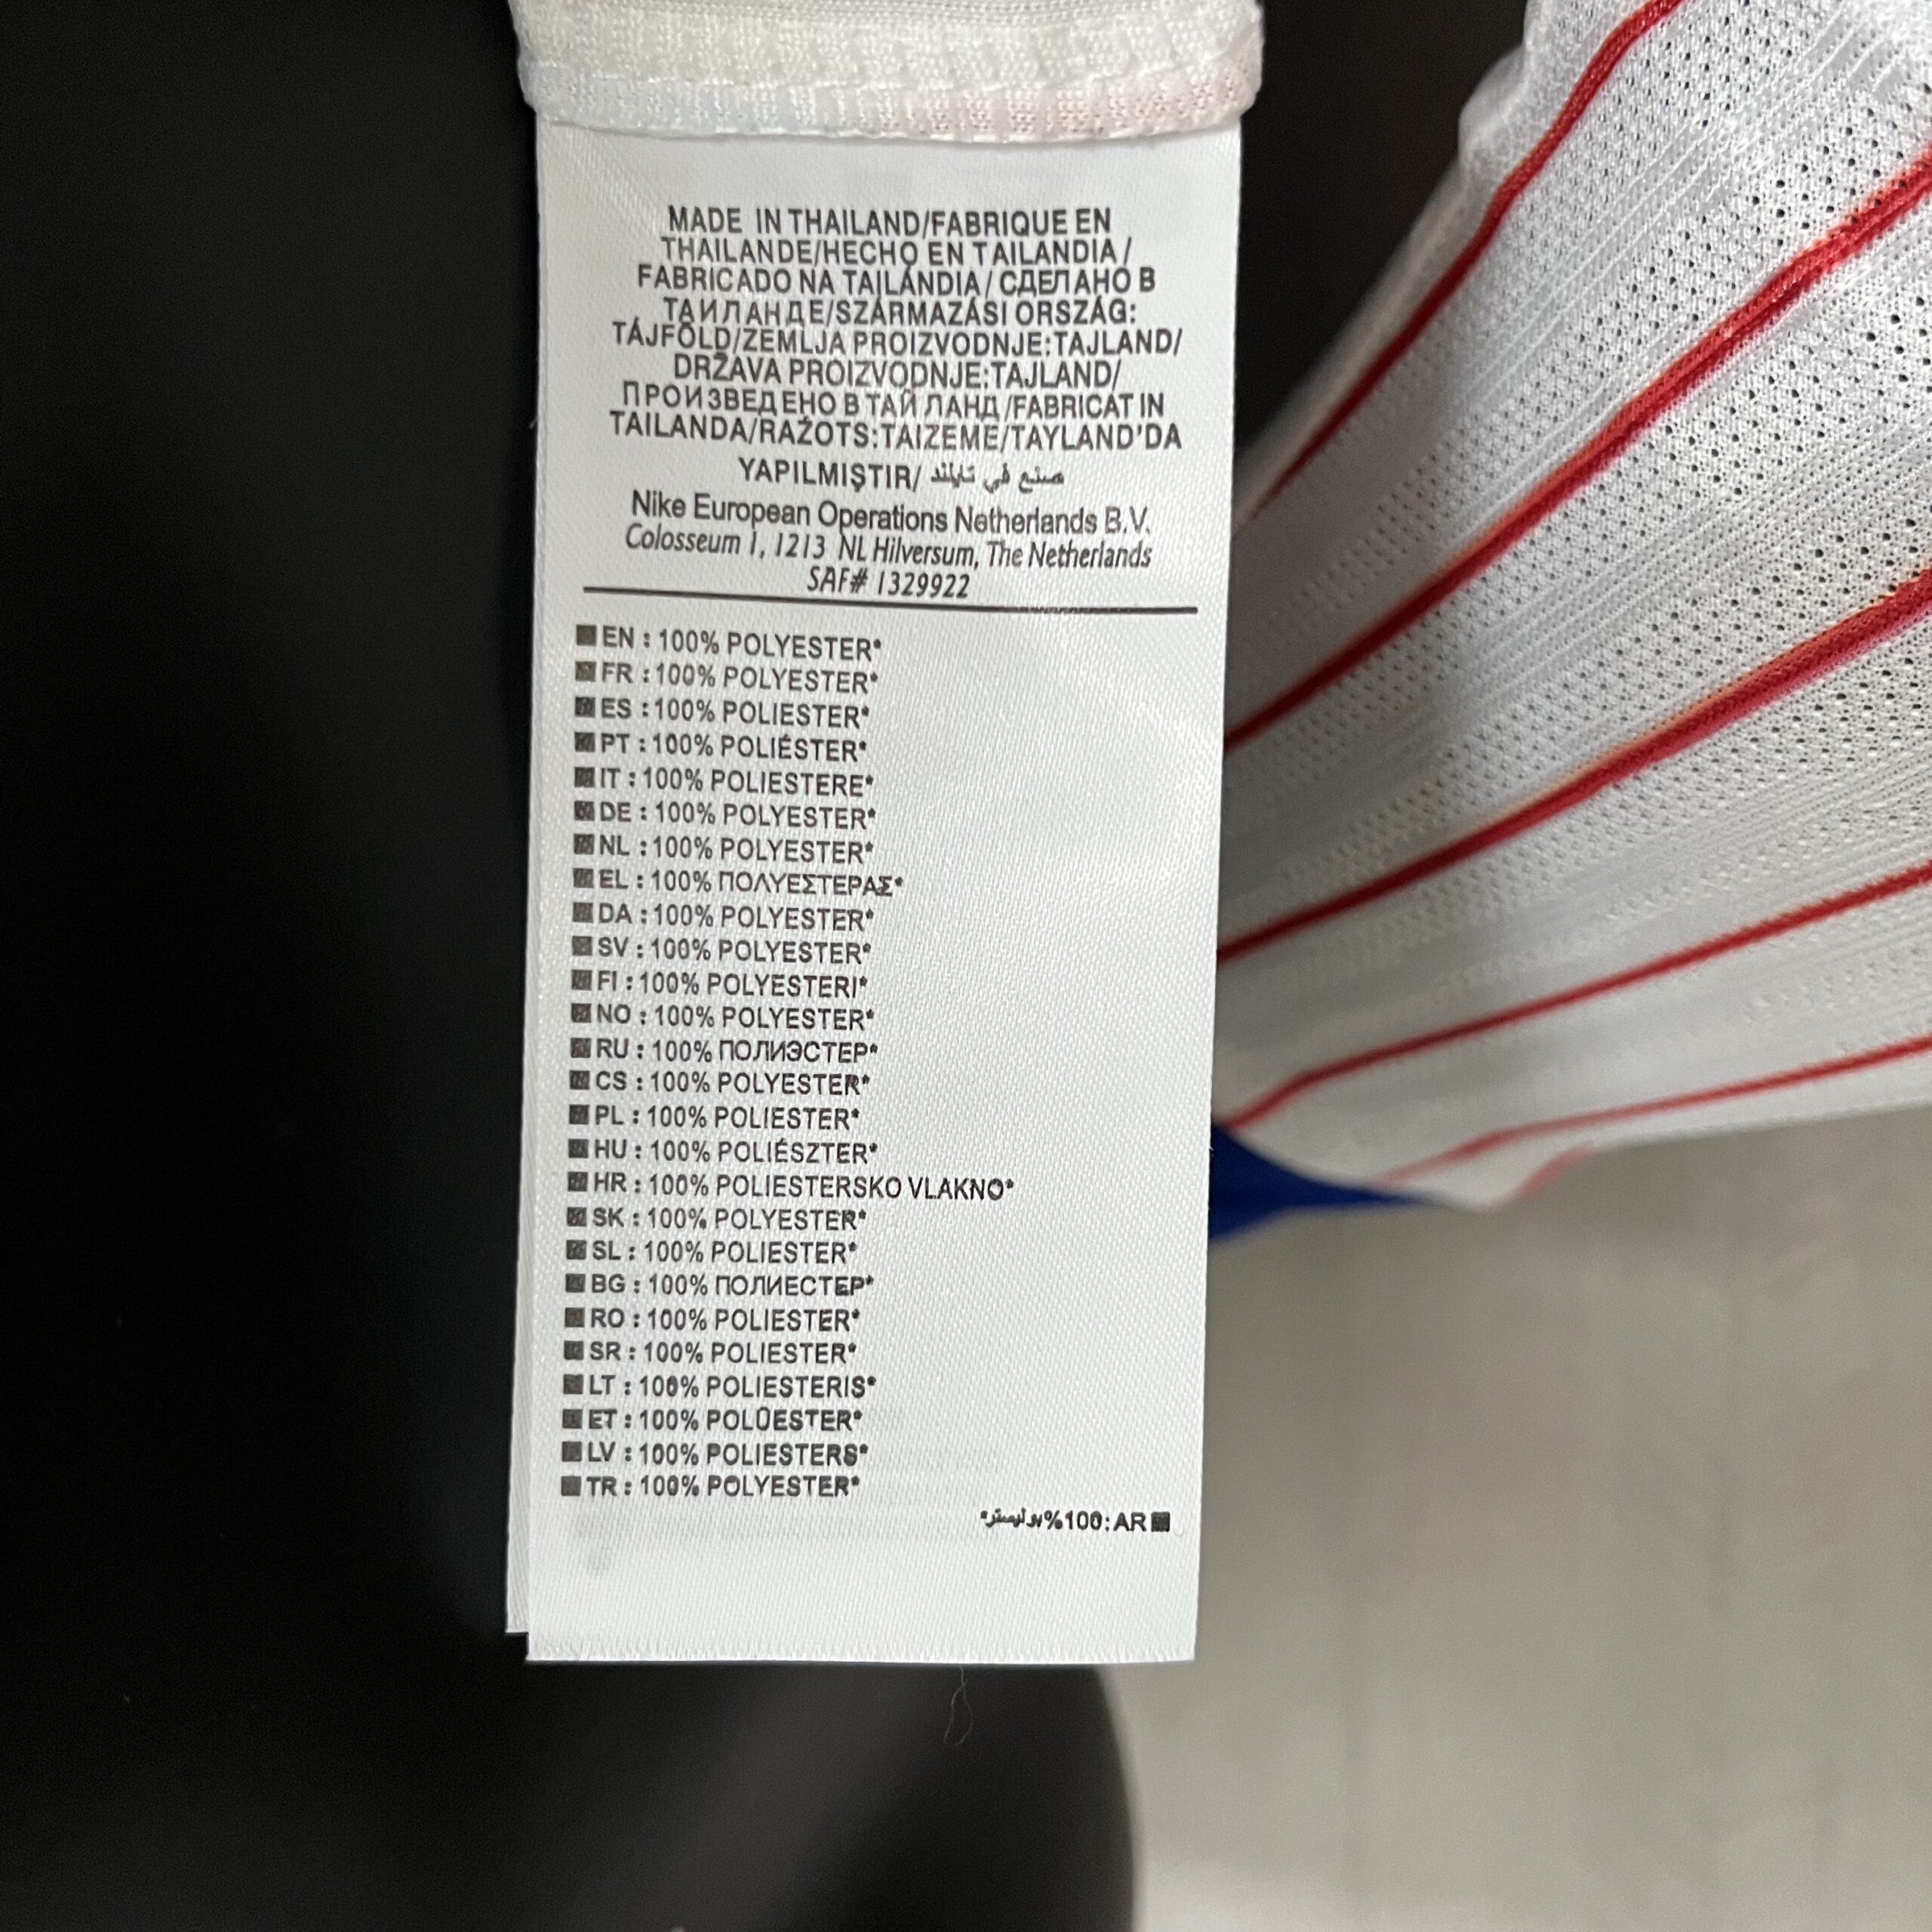 MADE IN THAILAND/FABRIQUE EN
THAILANDE/HECHO EN TAILANDIA/
FABRICADO NA TAILÁNDIA/СДЕЛАНО В
ТАИЛАНДЕ/SZÁRMAZÁSI ORSZÁG:
TÁJFÖLD/ZEMLJA PROIZVODNJE:TAJLAND/
DRŽAVA PROIZVODNJE:TAJLAND/
ПРОИЗВЕДЕНО В ТАЙЛАНД/FABRICAT IN
TAILANDA/RAŻOTS:TAIZEME/TAYLAND'DA
YAPILMIŞTIR/ صنع في تايلند
Nike European Operations Netherlands B.V.
Colosseum 1, 1213 NL Hilversum, The Netherlands
SAF# 1329922
EN : 100% POLYESTER*
FR : 100% POLYESTER*
ES : 100% POLIESTER*
PT : 100% POLIÉSTER*
IT : 100% POLIESTERE*
DE : 100% POLYESTER*
NL : 100% POLYESTER*
EL : 100% ΠΟΛΥΕΣΤΕΡΑΣ*
DA : 100% POLYESTER*
SV : 100% POLYESTER*
FI : 100% POLYESTERI*
NO : 100% POLYESTER*
RU : 100% ПОЛИЭСТЕР*
CS : 100% POLYESTER*
PL : 100% POLIESTER*
HU : 100% POLIÉSZTER*
HR : 100% POLIESTERSKO VLAKNO*
SK : 100% POLYESTER*
SL : 100% POLIESTER*
BG : 100% ПОЛИЕСТЕР*
RO : 100% POLIESTER*
SR : 100% POLIESTER*
LT : 100% POLIESTERIS*
ET : 100% POLÜESTER*
LV : 100% POLIESTERS*
TR : 100% POLYESTER*
AR :100% بوليستر*